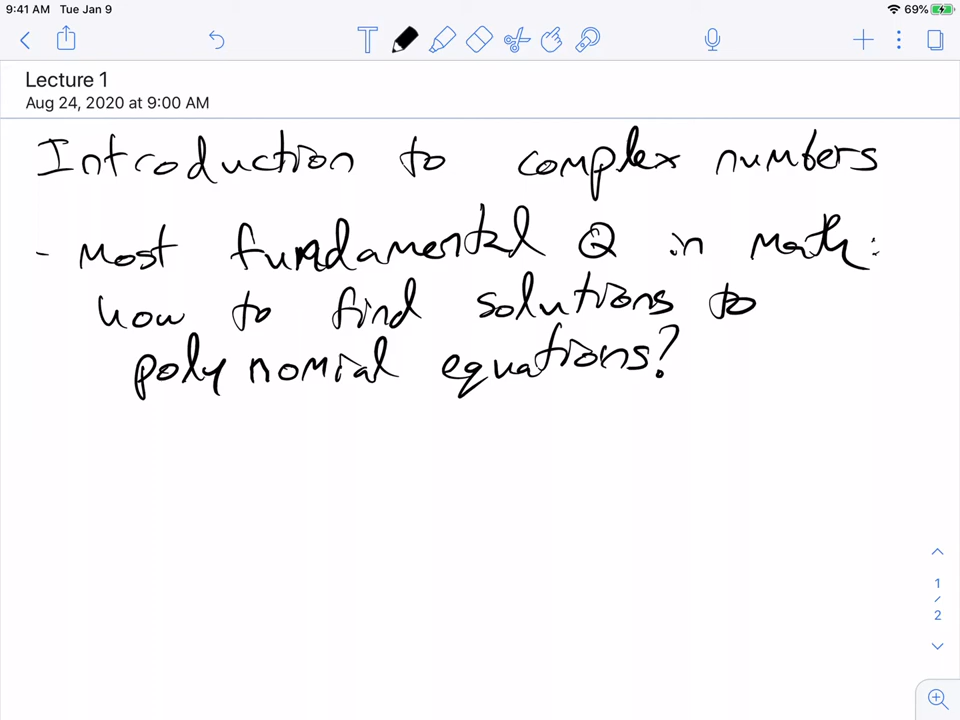 9:41 AM Tue Jan 9 69%
T
Lecture 1
Aug 24, 2020 at 9:00 AM
Introduction to complex numbers
- Most fundamental Q in math:
how to find solutions to
polynomial equations?
1
/
2